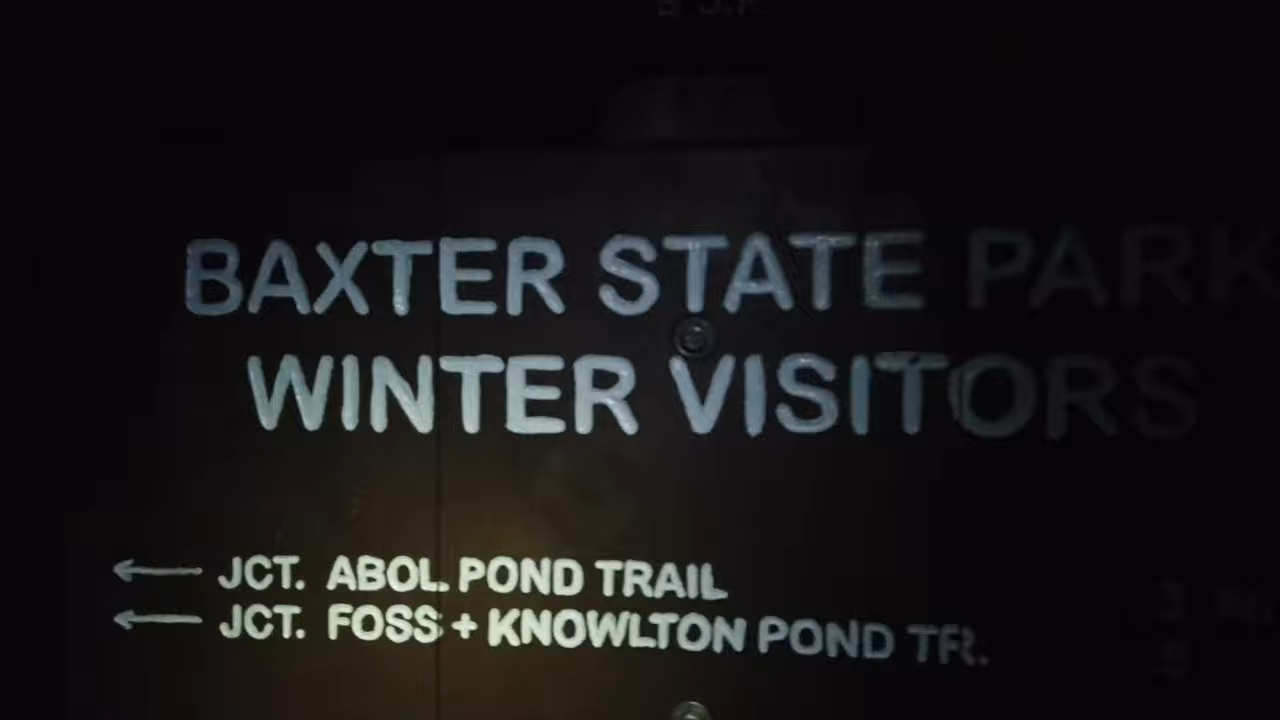 BAXTER STATE PARK
WINTER VISITORS
← JCT. ABOL POND TRAIL
← JCT. FOSS + KNOWLTON POND TR.